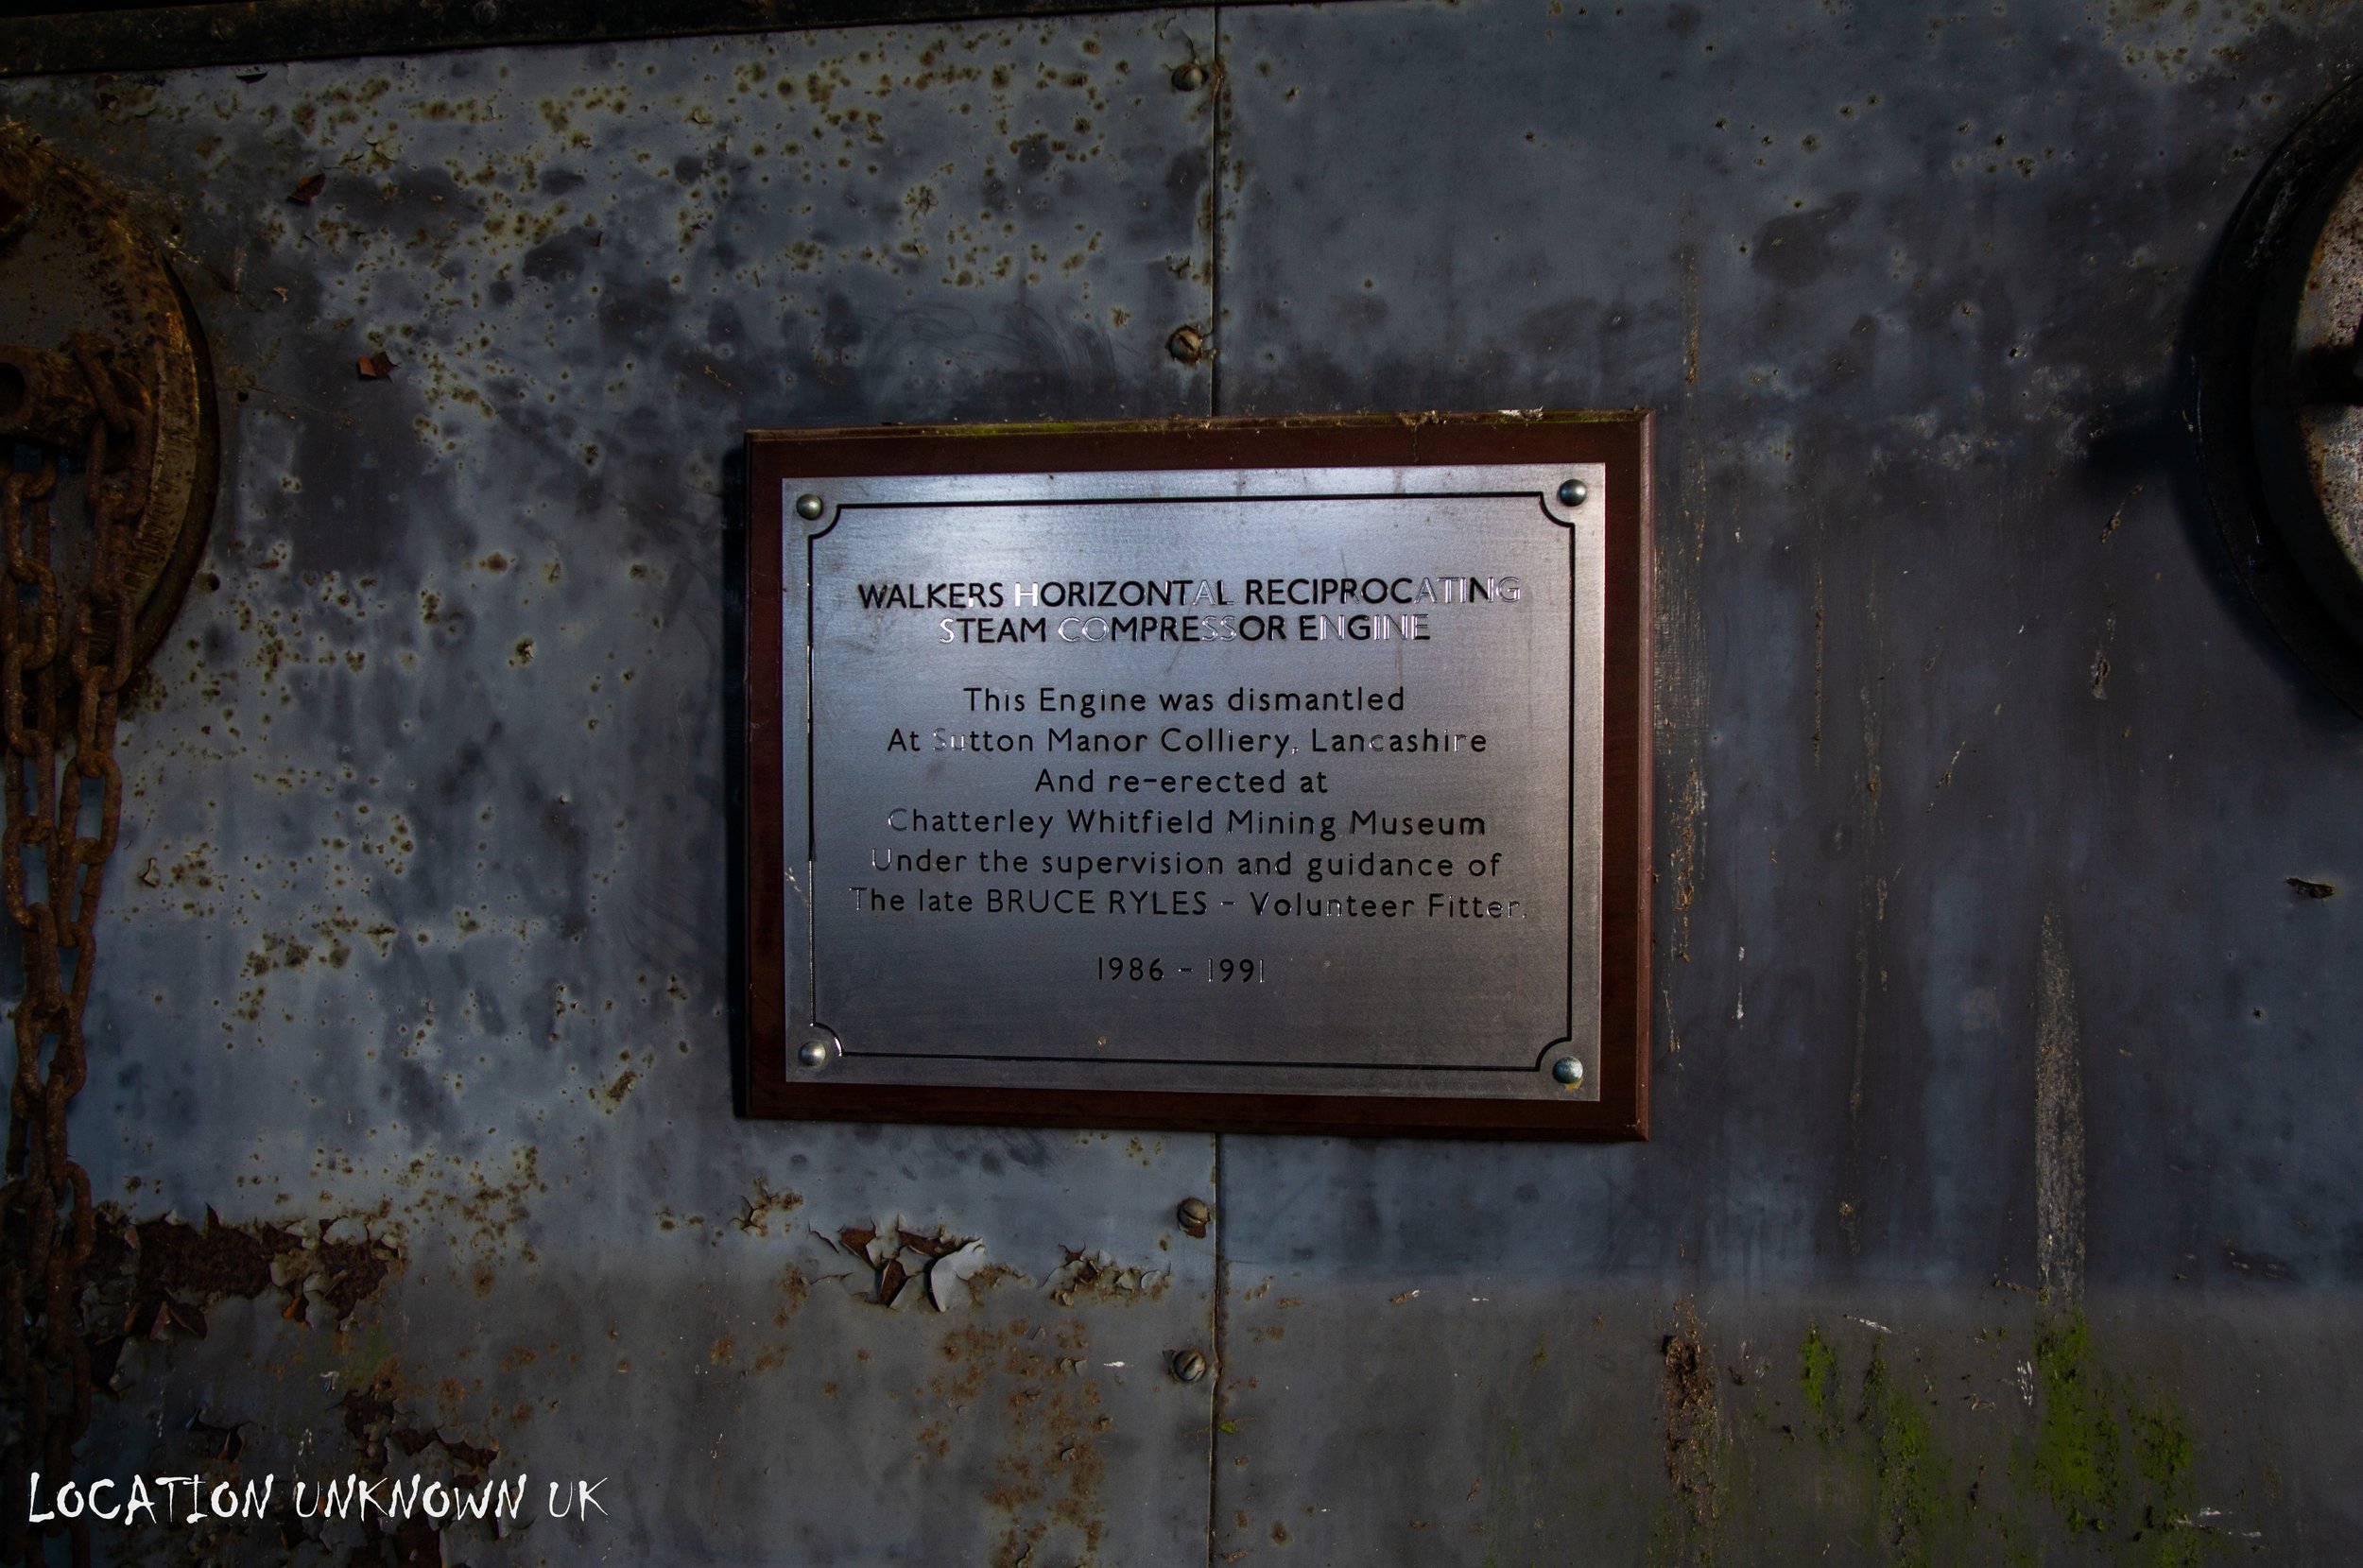 WALKERS HORIZONTAL RECIPROCATING
STEAM COMPRESSOR ENGINE
This Engine was dismantled
At Sutton Manor Colliery, Lancashire
And re-erected at
Chatterley Whitfield Mining Museum
Under the supervision and guidance of
The late BRUCE RYLES - Volunteer Fitter.
1986 - 1991
LOCATION UNKNOWN UK